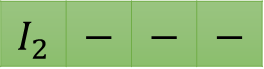 I₂ – – –